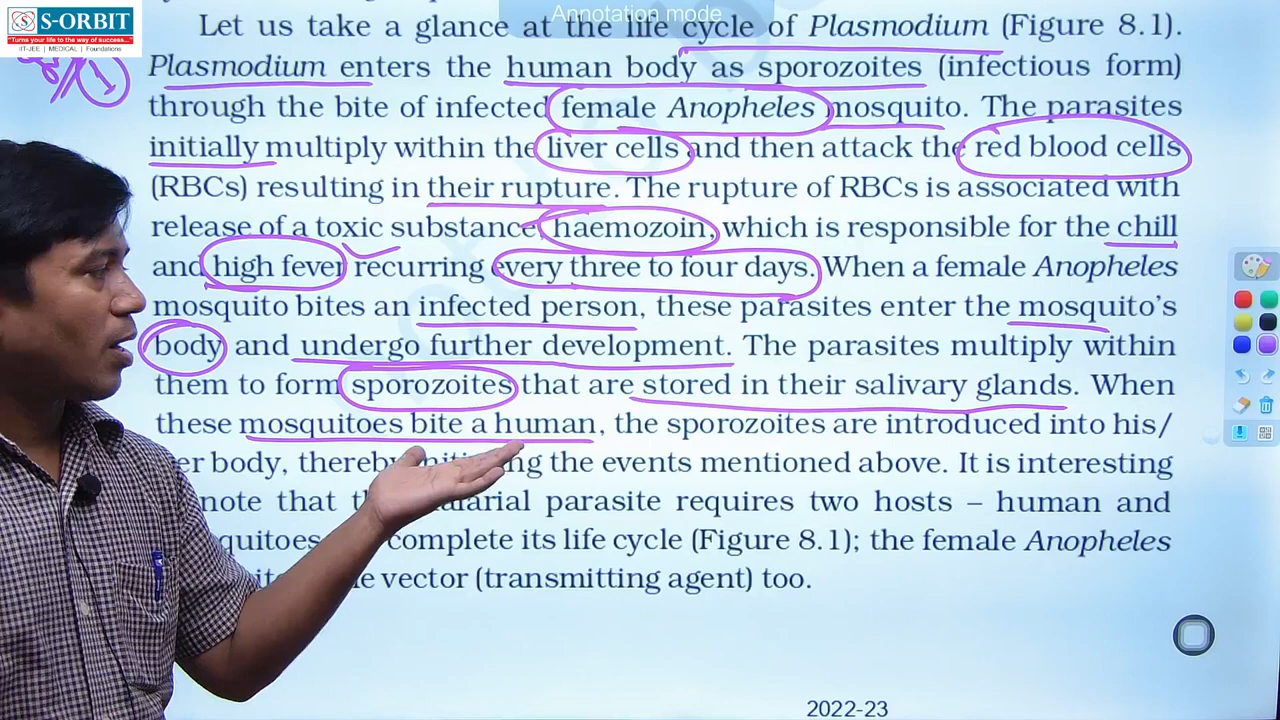 S-ORBIT
"Turns your life to the way of success..."
IIT-JEE | MEDICAL | Foundations
Annotation mode
Let us take a glance at the life cycle of Plasmodium (Figure 8.1).
Plasmodium enters the human body as sporozoites (infectious form)
through the bite of infected female Anopheles mosquito. The parasites
initially multiply within the liver cells and then attack the red blood cells
(RBCs) resulting in their rupture. The rupture of RBCs is associated with
release of a toxic substance, haemozoin, which is responsible for the chill
and high fever recurring every three to four days. When a female Anopheles
mosquito bites an infected person, these parasites enter the mosquito's
body and undergo further development. The parasites multiply within
them to form sporozoites that are stored in their salivary glands. When
these mosquitoes bite a human, the sporozoites are introduced into his/
er body, thereby the events mentioned above. It is interesting
note that parasite requires two hosts – human and
complete its life cycle (Figure 8.1); the female Anopheles
vector (transmitting agent) too.
2022-23